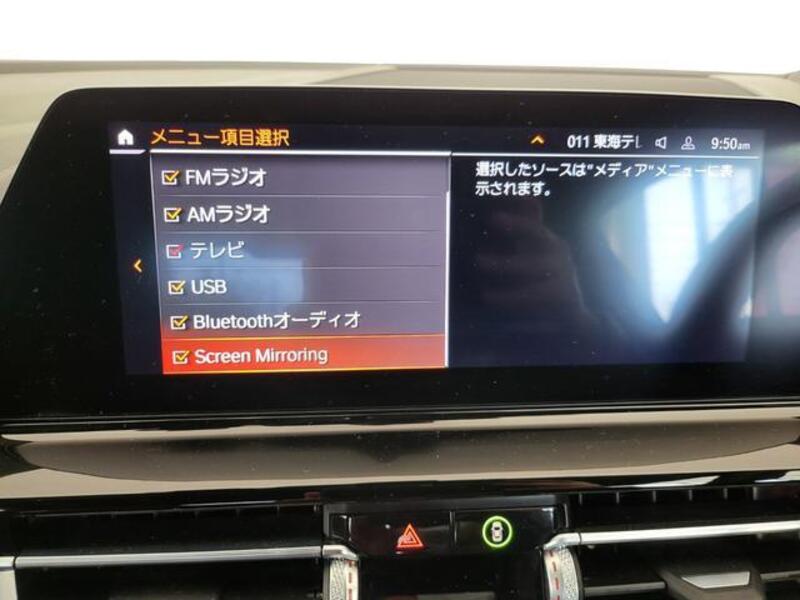 メニュー項目選択
011 東海テレ
9:50am
FMラジオ
AMラジオ
テレビ
USB
Bluetoothオーディオ
Screen Mirroring
選択したソースは"メディア"メニューに表
示されます。